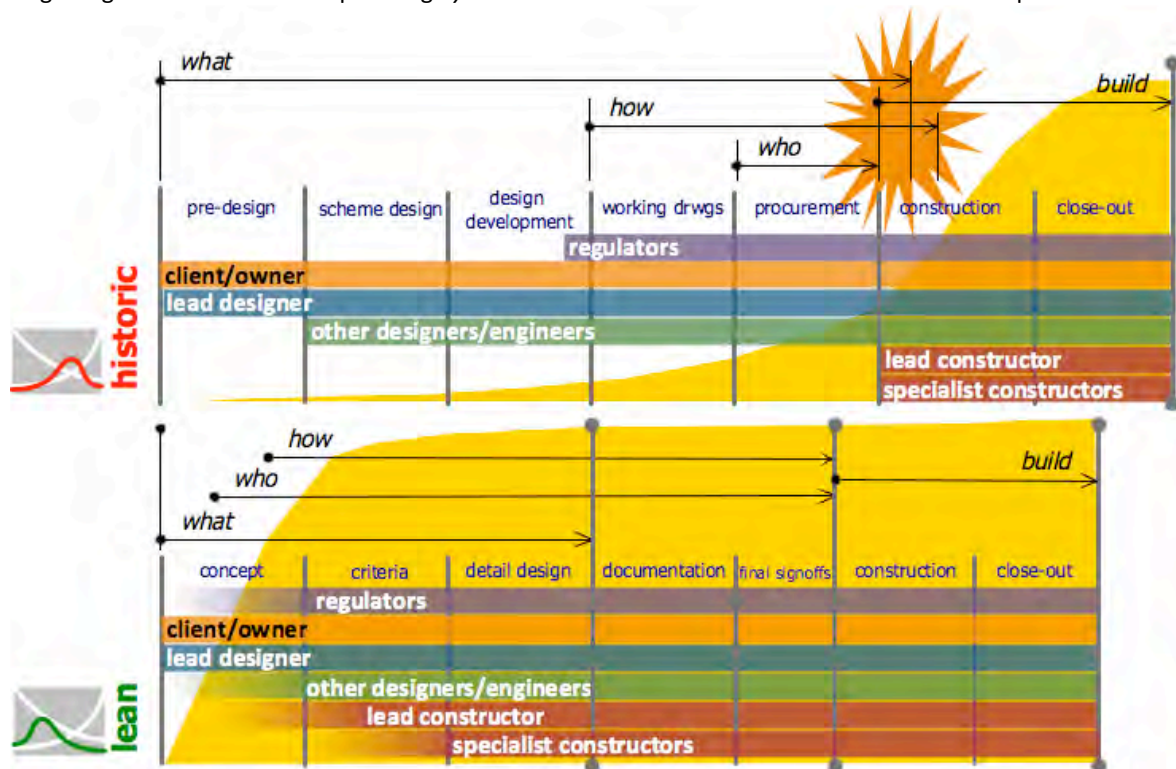 what
build
how
who
pre-design
scheme design
design
development
working drwgs
procurement
construction
close-out
regulators
client/owner
lead designer
other designers/engineers
lead constructor
specialist constructors
historic
how
who
build
what
concept
criteria
detail design
documentation
final signoffs
construction
close-out
regulators
client/owner
lead designer
other designers/engineers
lead constructor
specialist constructors
lean